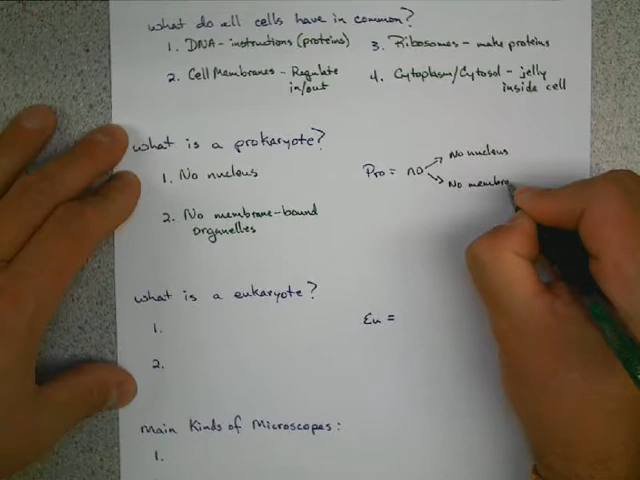 what do all cells have in common?
1. DNA - instructions (proteins)
3. Ribosomes - make proteins
2. Cell Membranes - Regulate
in/out
4. Cytoplasm/Cytosol - jelly
inside cell
what is a prokaryote?
1. No nucleus
2. No membrane-bound
organelles
Pro = no
No nucleus
No membra
what is a eukaryote?
1.
2.
Eu =
Main Kinds of Microscopes:
1.